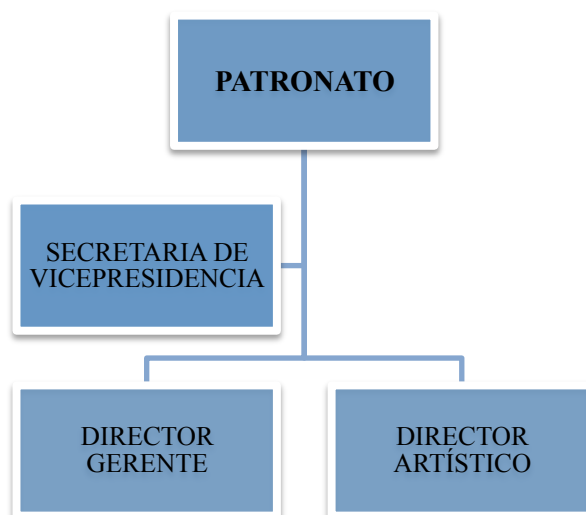 PATRONATO
SECRETARIA DE
VICEPRESIDENCIA
DIRECTOR
GERENTE
DIRECTOR
ARTÍSTICO